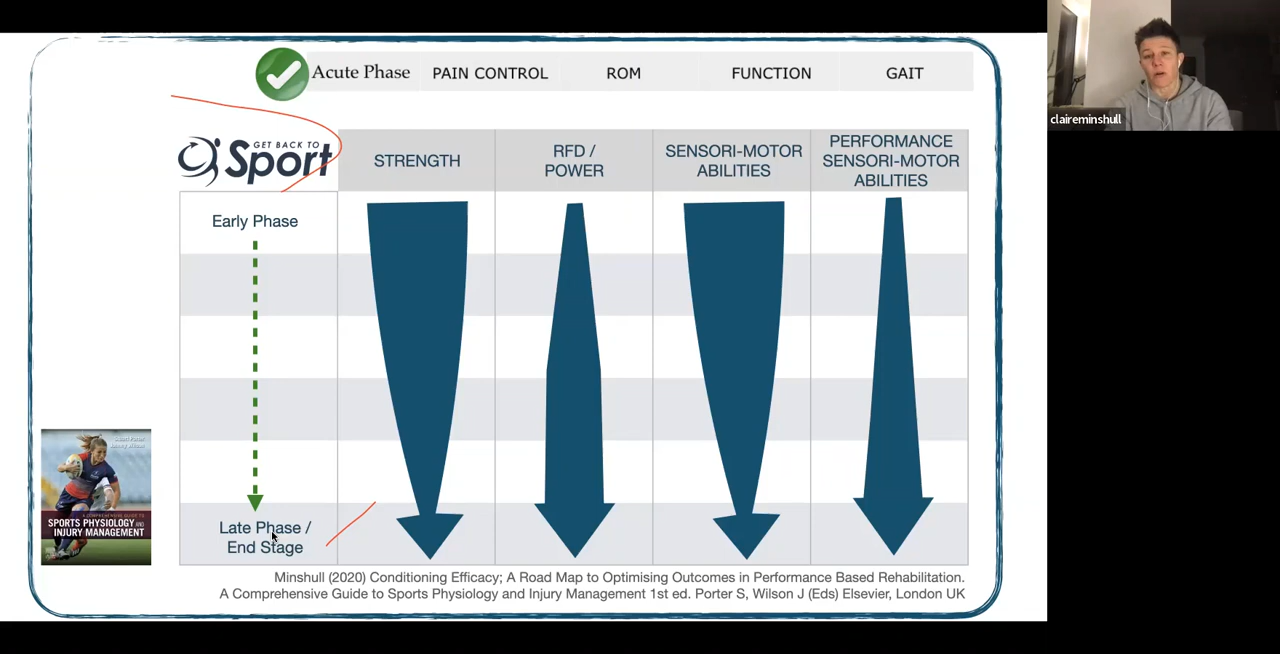 Acute Phase PAIN CONTROL ROM FUNCTION GAIT
claireminshull
GET BACK TO
Sport
STRENGTH
RFD /
POWER
SENSORI-MOTOR
ABILITIES
PERFORMANCE
SENSORI-MOTOR
ABILITIES
Early Phase
Late Phase /
End Stage
A COMPREHENSIVE GUIDE TO
SPORTS PHYSIOLOGY AND
INJURY MANAGEMENT
Minshull (2020) Conditioning Efficacy; A Road Map to Optimising Outcomes in Performance Based Rehabilitation.
A Comprehensive Guide to Sports Physiology and Injury Management 1st ed. Porter S, Wilson J (Eds) Elsevier, London UK